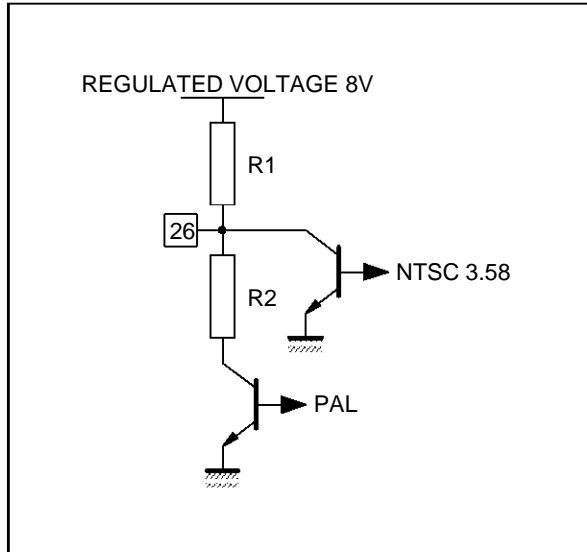 REGULATED VOLTAGE 8V
R1
26
NTSC 3.58
R2
PAL